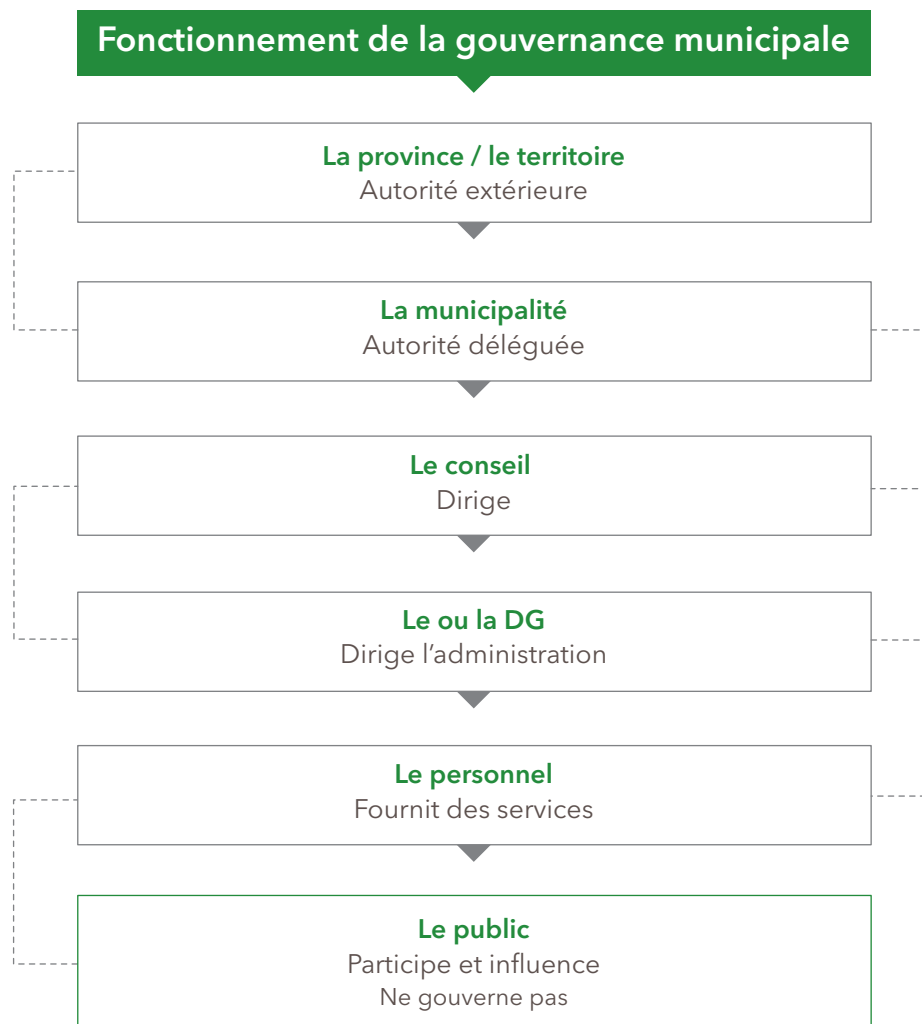 Fonctionnement de la gouvernance municipale
La province / le territoire
Autorité extérieure
La municipalité
Autorité déléguée
Le conseil
Dirige
Le ou la DG
Dirige l’administration
Le personnel
Fournit des services
Le public
Participe et influence
Ne gouverne pas